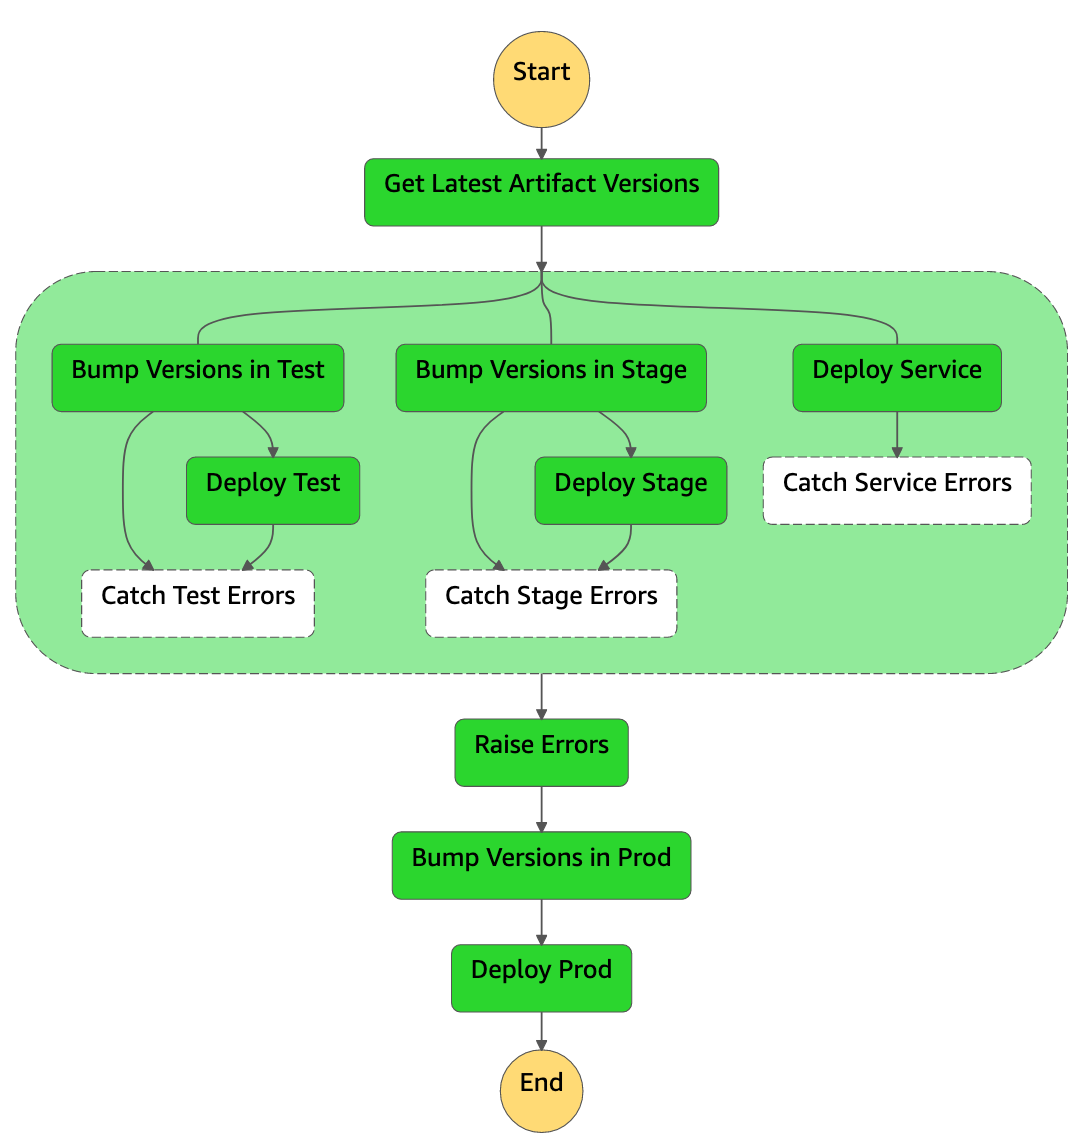 Start
Get Latest Artifact Versions
Bump Versions in Test
Bump Versions in Stage
Deploy Service
Deploy Test
Deploy Stage
Catch Service Errors
Catch Test Errors
Catch Stage Errors
Raise Errors
Bump Versions in Prod
Deploy Prod
End